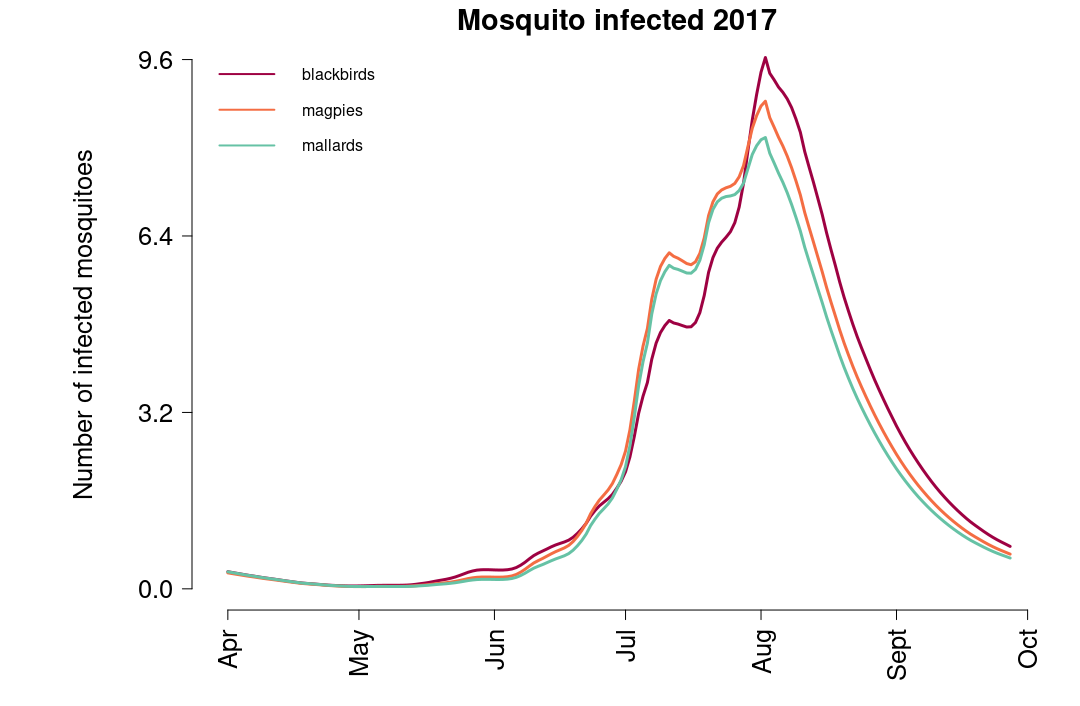 Mosquito infected 2017
9.6
6.4
3.2
0.0
Number of infected mosquitoes
blackbirds
magpies
mallards
Apr
May
Jun
Jul
Aug
Sept
Oct